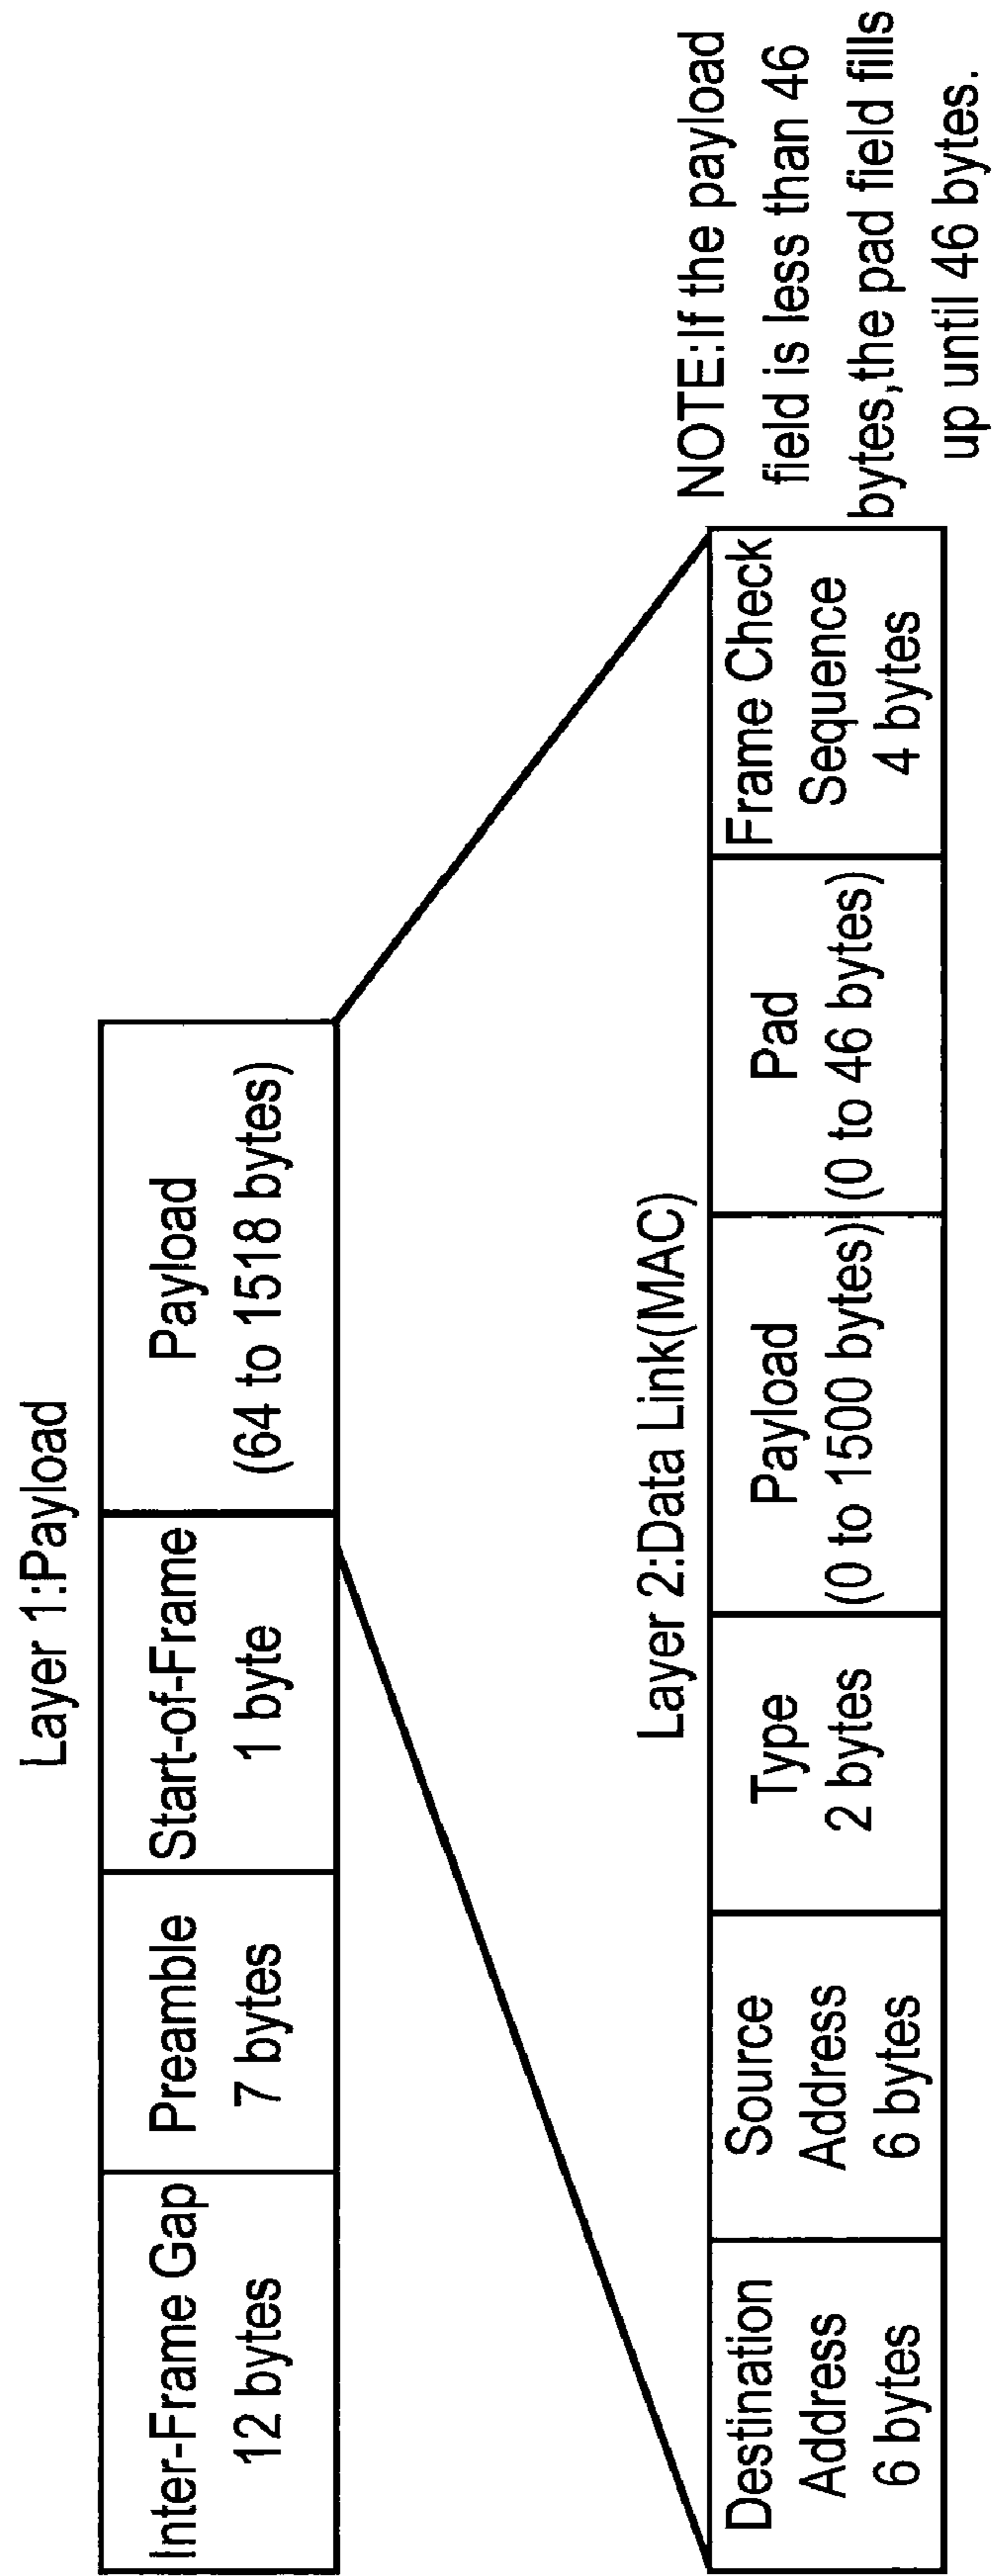 Layer 1:Payload
Inter-Frame Gap
12 bytes
Preamble
7 bytes
Start-of-Frame
1 byte
Payload
(64 to 1518 bytes)
Layer 2:Data Link(MAC)
Destination
Address
6 bytes
Source
Address
6 bytes
Type
2 bytes
Payload
(0 to 1500 bytes)
Pad
(0 to 46 bytes)
Frame Check
Sequence
4 bytes
NOTE:If the payload
field is less than 46
bytes,the pad field fills
up until 46 bytes.